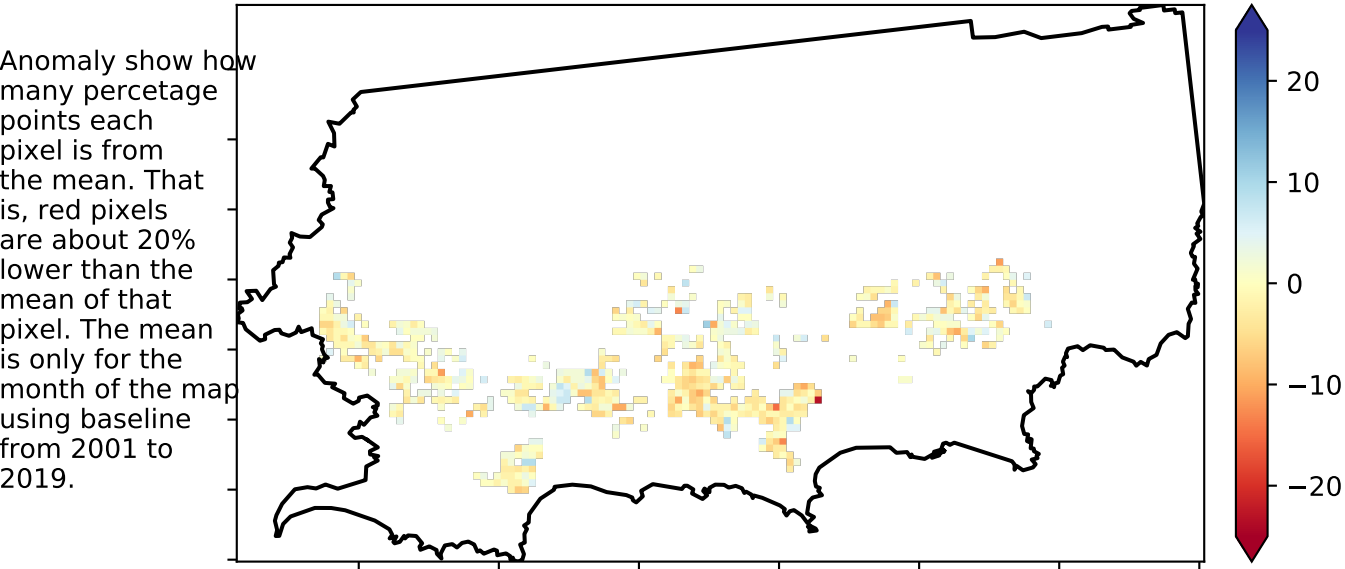 Anomaly show how
many percetage
points each
pixel is from
the mean. That
is, red pixels
are about 20%
lower than the
mean of that
pixel. The mean
is only for the
month of the map
using baseline
from 2001 to
2019.
20
10
0
−10
−20